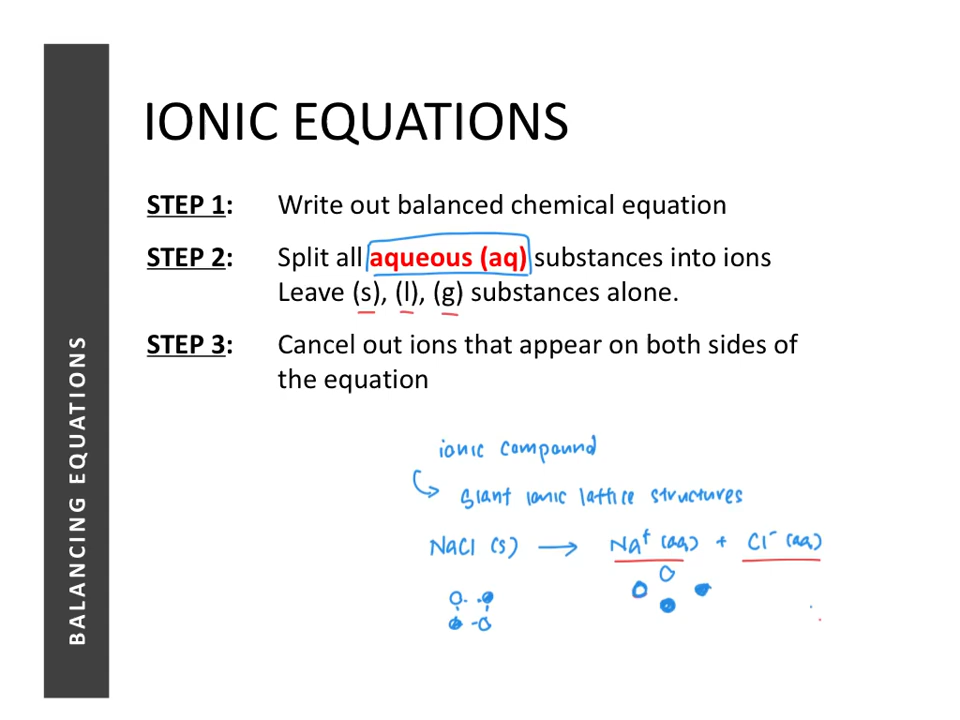 IONIC EQUATIONS
STEP 1: Write out balanced chemical equation
STEP 2: Split all aqueous (aq) substances into ions
Leave (s), (l), (g) substances alone.
STEP 3: Cancel out ions that appear on both sides of
the equation
BALANCING EQUATIONS
ionic compound
giant ionic lattice structures
NaCl (s) → Na⁺ (aq) + Cl⁻ (aq)